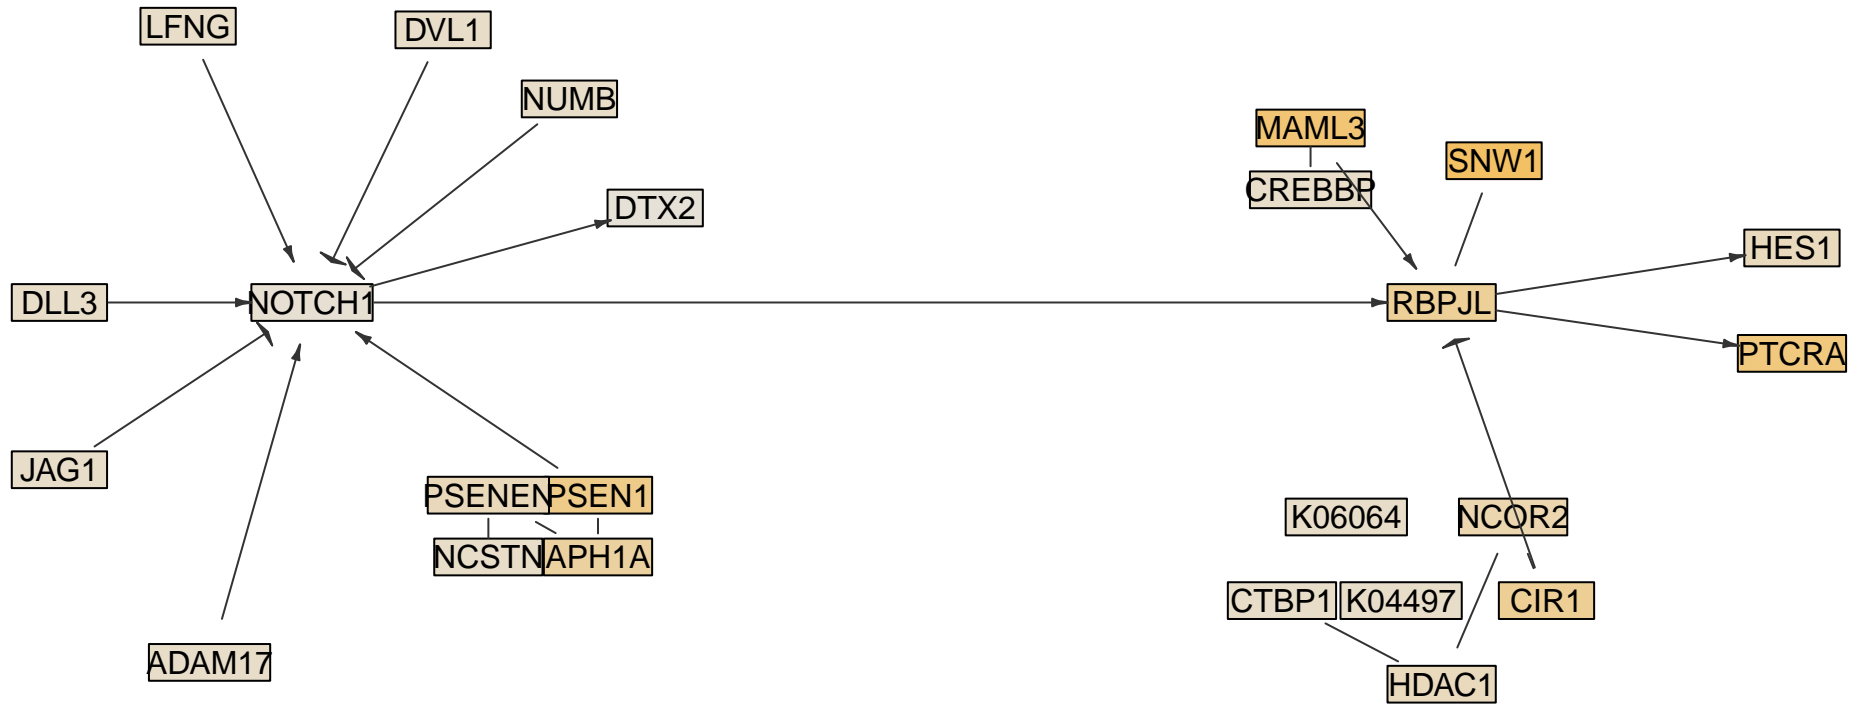 LFNG
DVL1
NUMB
MAML3
SNW1
CREBBP
DTX2
HES1
DLL3
NOTCH1
RBPJL
PTCRA
JAG1
PSENEN
PSEN1
K06064
NCOR2
NCSTN
APH1A
CTBP1
K04497
CIR1
ADAM17
HDAC1